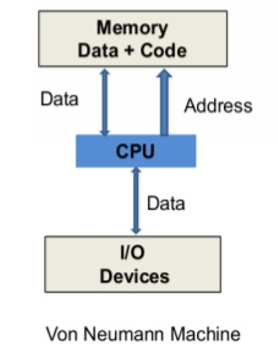 Memory
Data + Code
Data
Address
CPU
Data
I/O
Devices
Von Neumann Machine